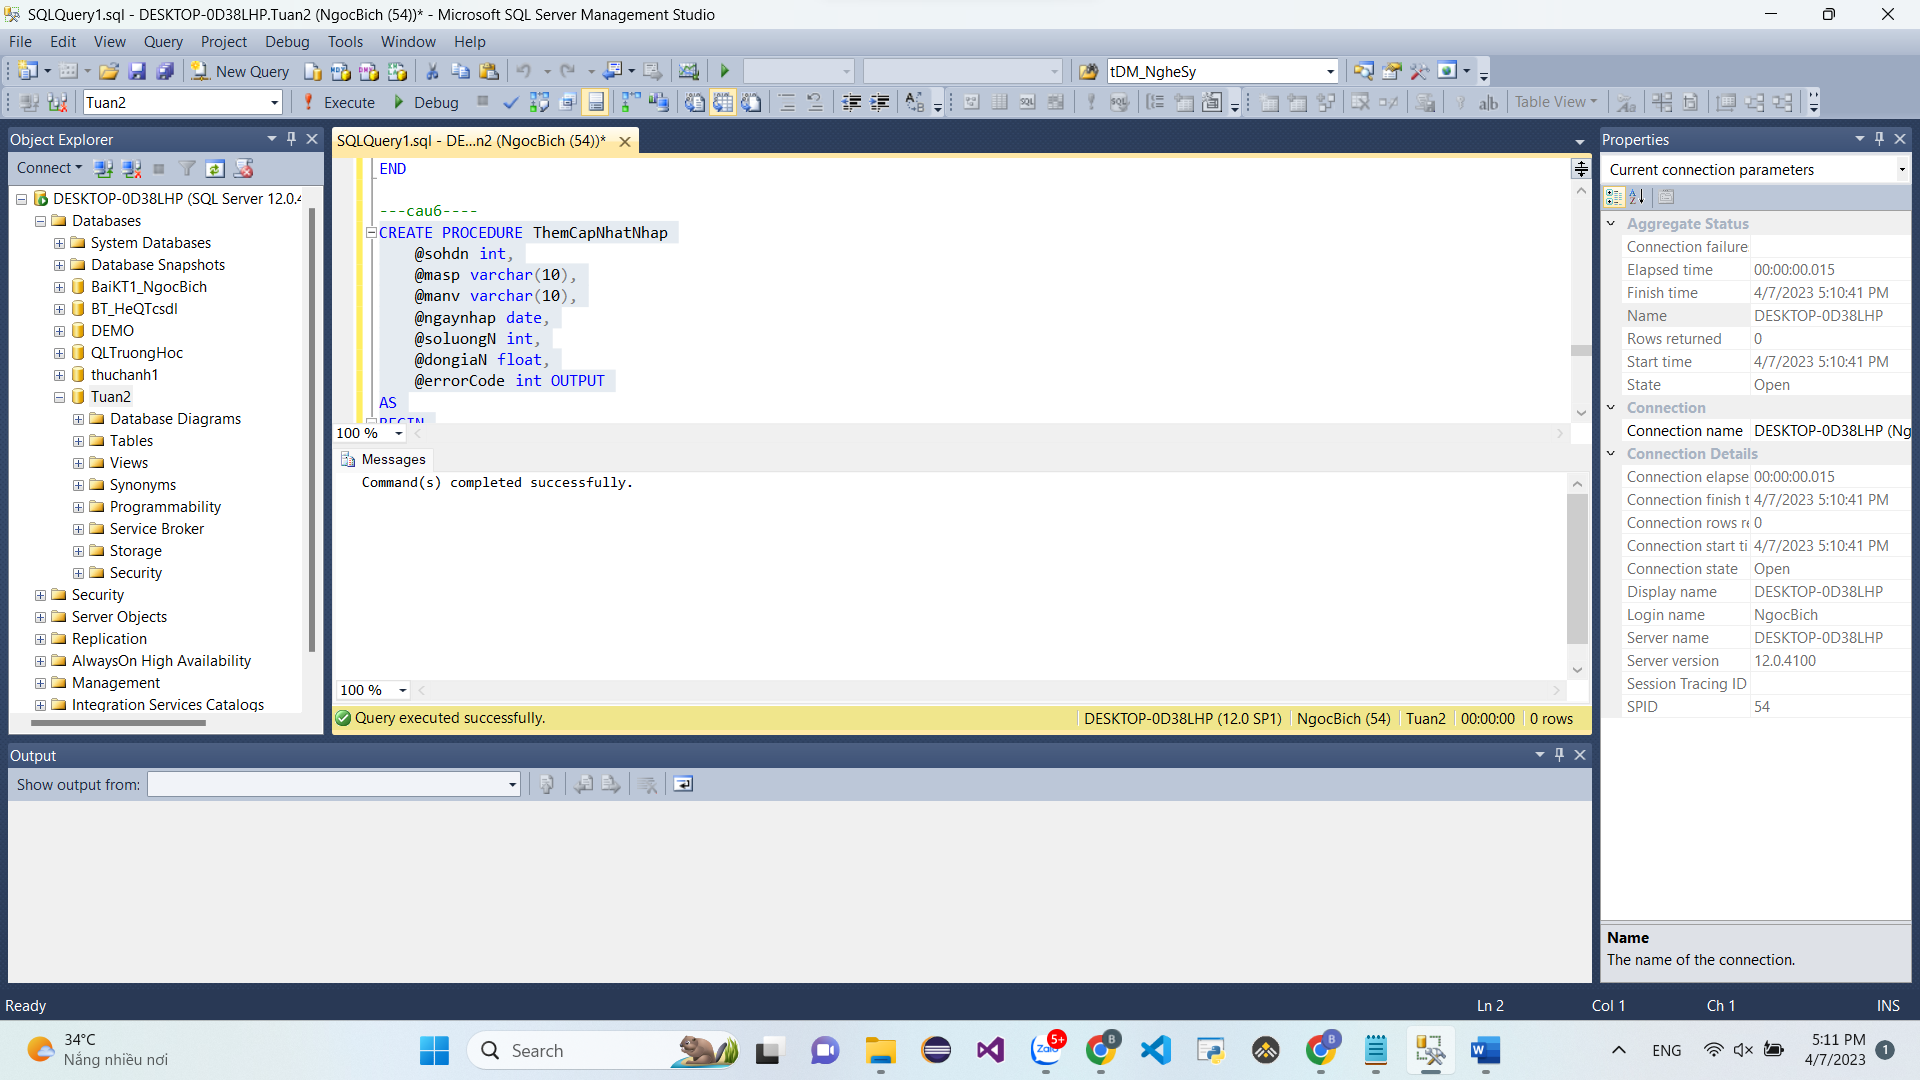 SQLQuery1.sql - DESKTOP-0D38LHP.Tuan2 (NgocBich (54))* - Microsoft SQL Server Management Studio
File Edit View Query Project Debug Tools Window Help
New Query tDM_NgheSy
Tuan2 Execute Debug Table View
Object Explorer
Connect
DESKTOP-0D38LHP (SQL Server 12.0.4
Databases
System Databases
Database Snapshots
BaiKT1_NgocBich
BT_HeQTcsdl
DEMO
QLTruongHoc
thuchanh1
Tuan2
Database Diagrams
Tables
Views
Synonyms
Programmability
Service Broker
Storage
Security
Security
Server Objects
Replication
AlwaysOn High Availability
Management
Integration Services Catalogs
SQLQuery1.sql - DE...n2 (NgocBich (54))*
END
---cau6----
CREATE PROCEDURE ThemCapNhatNhap
@sohdn int,
@masp varchar(10),
@manv varchar(10),
@ngaynhap date,
@soluongN int,
@dongiaN float,
@errorCode int OUTPUT
AS
BEGIN
100 %
Messages
Command(s) completed successfully.
100 %
Query executed successfully. DESKTOP-0D38LHP (12.0 SP1) NgocBich (54) Tuan2 00:00:00 0 rows
Properties
Current connection parameters
Aggregate Status
Connection failure
Elapsed time 00:00:00.015
Finish time 4/7/2023 5:10:41 PM
Name DESKTOP-0D38LHP
Rows returned 0
Start time 4/7/2023 5:10:41 PM
State Open
Connection
Connection name DESKTOP-0D38LHP (Ng
Connection Details
Connection elapse 00:00:00.015
Connection finish t 4/7/2023 5:10:41 PM
Connection rows re 0
Connection start ti 4/7/2023 5:10:41 PM
Connection state Open
Display name DESKTOP-0D38LHP
Login name NgocBich
Server name DESKTOP-0D38LHP
Server version 12.0.4100
Session Tracing ID
SPID 54
Name
The name of the connection.
Output
Show output from:
Ready Ln 2 Col 1 Ch 1 INS
34°C
Nắng nhiều nơi
Search
Zalo
5+
B
B
ENG
5:11 PM
4/7/2023
1